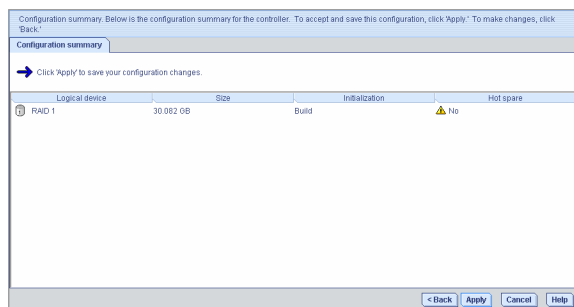 Configuration summary. Below is the configuration summary for the controller. To accept and save this configuration, click 'Apply.' To make changes, click
'Back.'
Configuration summary
Click 'Apply' to save your configuration changes.
Logical device Size Initialization Hot spare
RAID 1 30.082 GB Build No
< Back Apply Cancel Help